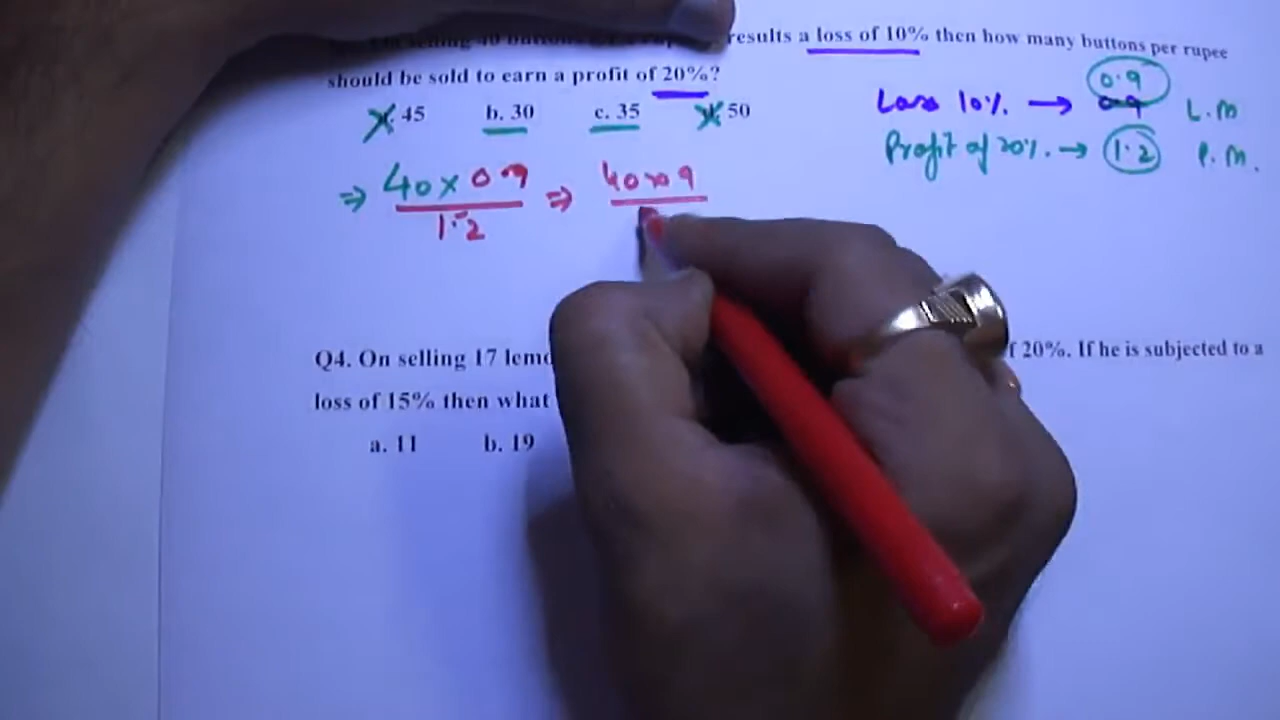 results a loss of 10% then how many buttons per rupee
should be sold to earn a profit of 20%?
45 b. 30 c. 35 50
0.9
Loss 10%. → 0.9 L.M
Profit of 20%. → 1.2 P.M.
⇒ 40 x 0.9 / 1.2 ⇒ 40x09
Q4. On selling 17 f 20%. If he is subjected to a
loss of 15% then what
a. 11 b. 19